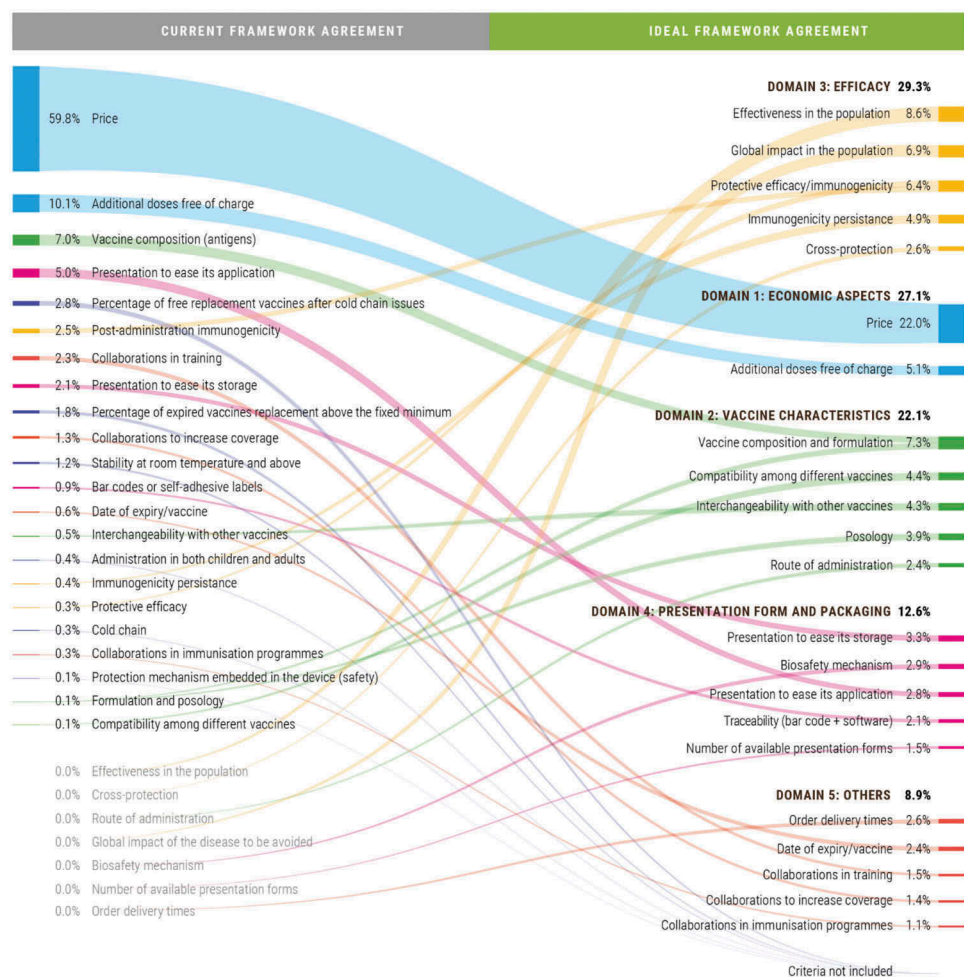 CURRENT FRAMEWORK AGREEMENT
59.8% Price
10.1% Additional doses free of charge
7.0% Vaccine composition (antigens)
5.0% Presentation to ease its application
2.8% Percentage of free replacement vaccines after cold chain issues
2.5% Post-administration immunogenicity
2.3% Collaborations in training
2.1% Presentation to ease its storage
1.8% Percentage of expired vaccines replacement above the fixed minimum
1.3% Collaborations to increase coverage
1.2% Stability at room temperature and above
0.9% Bar codes or self-adhesive labels
0.6% Date of expiry/vaccine
0.5% Interchangeability with other vaccines
0.4% Administration in both children and adults
0.4% Immunogenicity persistance
0.3% Protective efficacy
0.3% Cold chain
0.3% Collaborations in immunisation programmes
0.1% Protection mechanism embedded in the device (safety)
0.1% Formulation and posology
0.1% Compatibility among different vaccines
0.0% Effectiveness in the population
0.0% Cross-protection
0.0% Route of administration
0.0% Global impact of the disease to be avoided
0.0% Biosafety mechanism
0.0% Number of available presentation forms
0.0% Order delivery times
IDEAL FRAMEWORK AGREEMENT
DOMAIN 3: EFFICACY 29.3%
Effectiveness in the population 8.6%
Global impact in the population 6.9%
Protective efficacy/immunogenicity 6.4%
Immunogenicity persistance 4.9%
Cross-protection 2.6%
DOMAIN 1: ECONOMIC ASPECTS 27.1%
Price 22.0%
Additional doses free of charge 5.1%
DOMAIN 2: VACCINE CHARACTERISTICS 22.1%
Vaccine composition and formulation 7.3%
Compatibility among different vaccines 4.4%
Interchangeability with other vaccines 4.3%
Posology 3.9%
Route of administration 2.4%
DOMAIN 4: PRESENTATION FORM AND PACKAGING 12.6%
Presentation to ease its storage 3.3%
Biosafety mechanism 2.9%
Presentation to ease its application 2.8%
Traceability (bar code + software) 2.1%
Number of available presentation forms 1.5%
DOMAIN 5: OTHERS 8.9%
Order delivery times 2.6%
Date of expiry/vaccine 2.4%
Collaborations in training 1.5%
Collaborations to increase coverage 1.4%
Collaborations in immunisation programmes 1.1%
Criteria not included